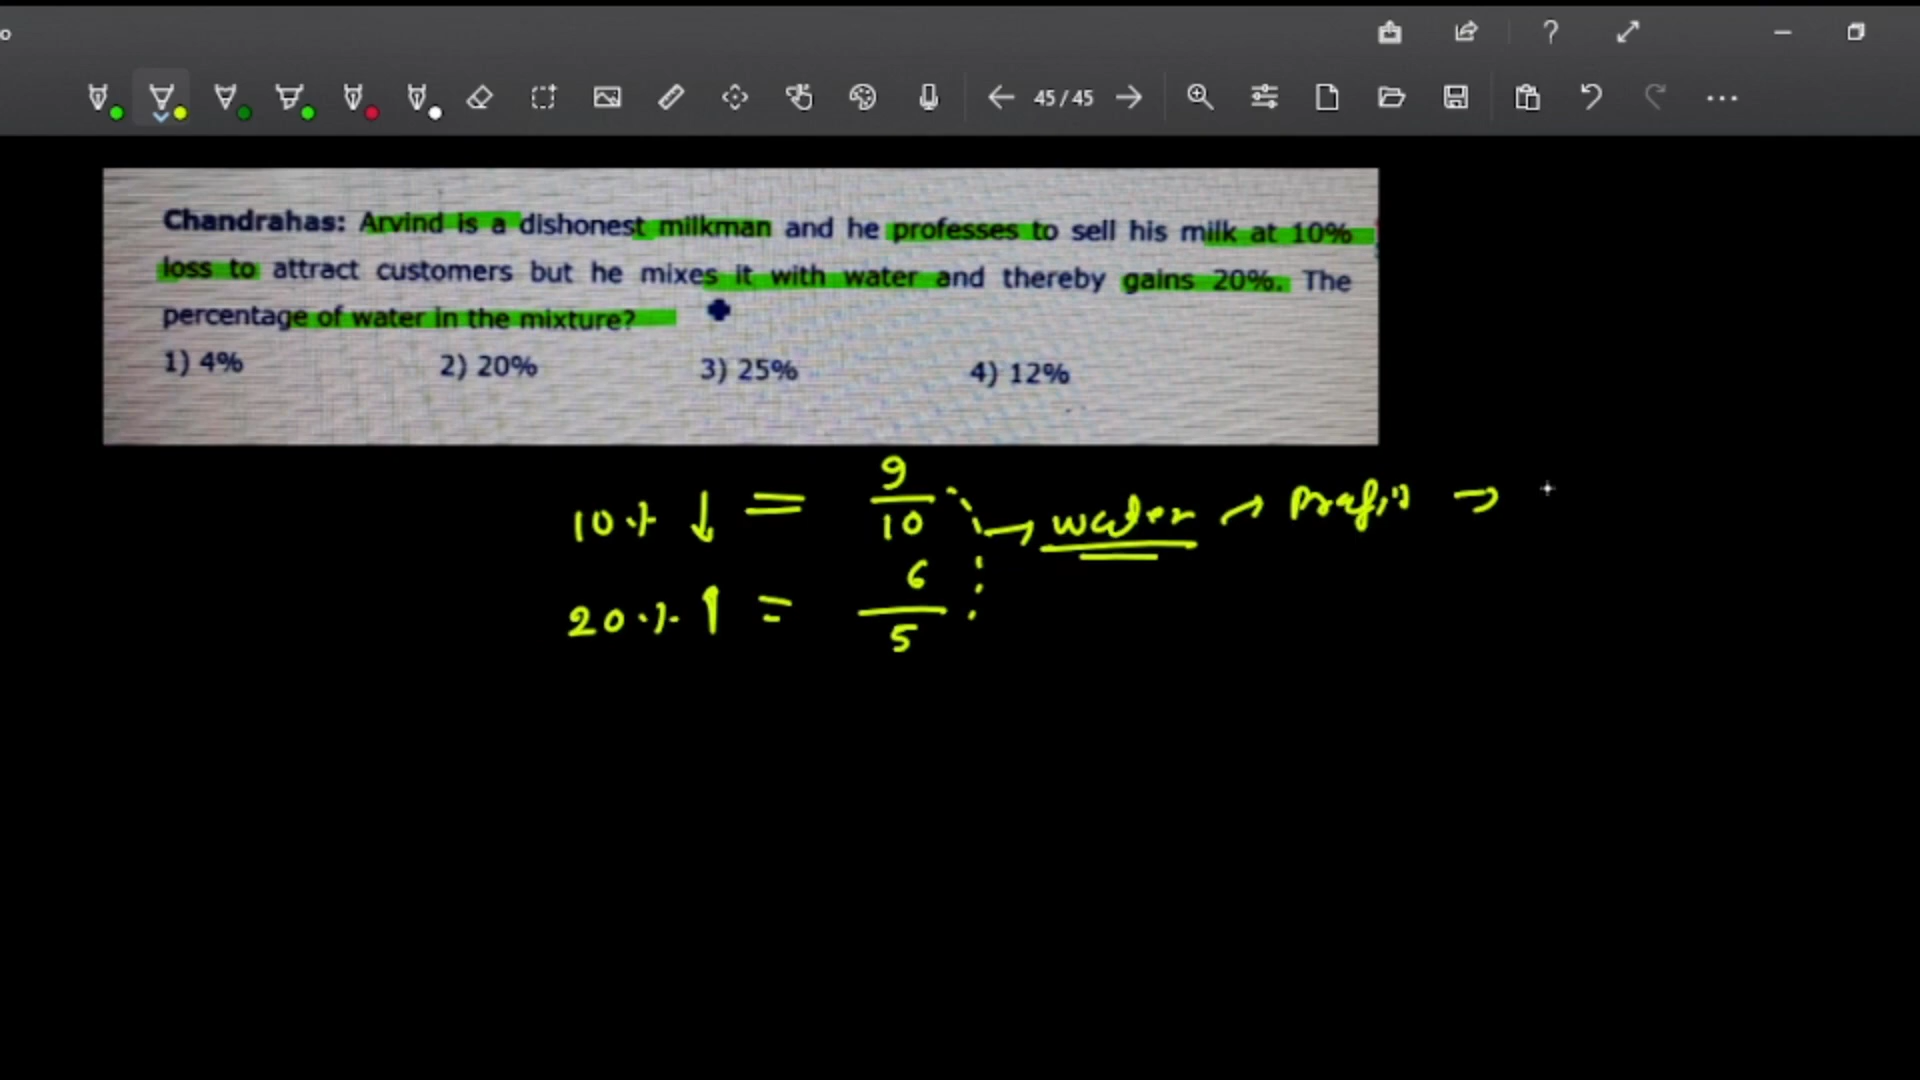 45/45
Chandrahas: Arvind is a dishonest milkman and he professes to sell his milk at 10%
loss to attract customers but he mixes it with water and thereby gains 20%. The
percentage of water in the mixture?
1) 4% 2) 20% 3) 25% 4) 12%
10% ↓ = 9/10 → water → Profit →
20% ↑ = 6/5